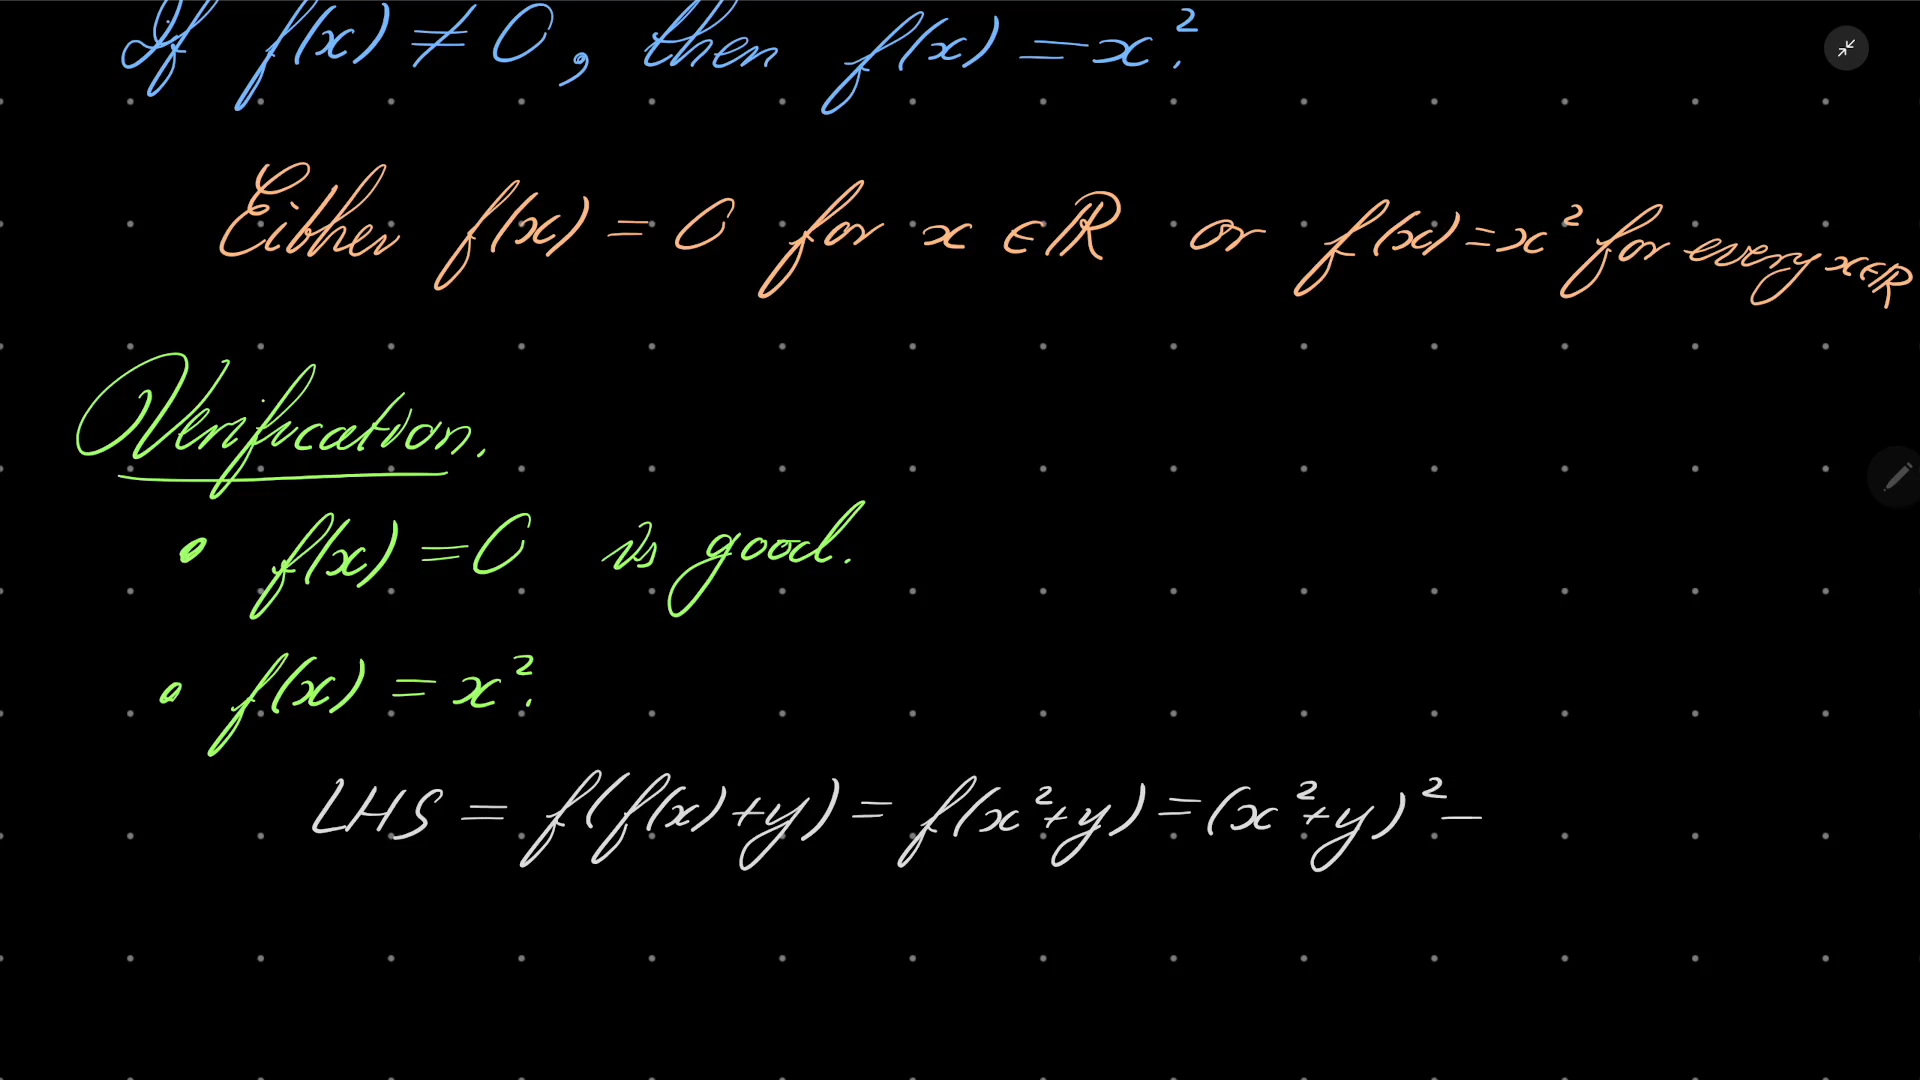 If f(x) ≠ 0, then f(x) = x².
Either f(x) = 0 for x ∈ ℝ or f(x) = x² for every x ∈ ℝ
Verification.
• f(x) = 0 is good.
• f(x) = x².
LHS = f(f(x)+y) = f(x²+y) = (x²+y)² –